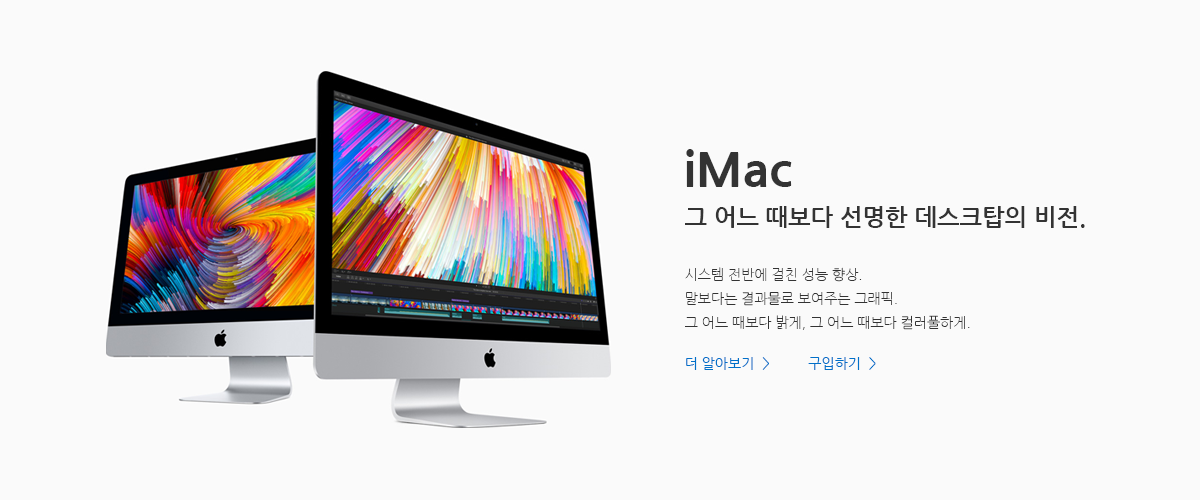 iMac
그 어느 때보다 선명한 데스크탑의 비전.
시스템 전반에 걸친 성능 향상.
말보다는 결과물로 보여주는 그래픽.
그 어느 때보다 밝게, 그 어느 때보다 컬러풀하게.
더 알아보기 > 구입하기 >